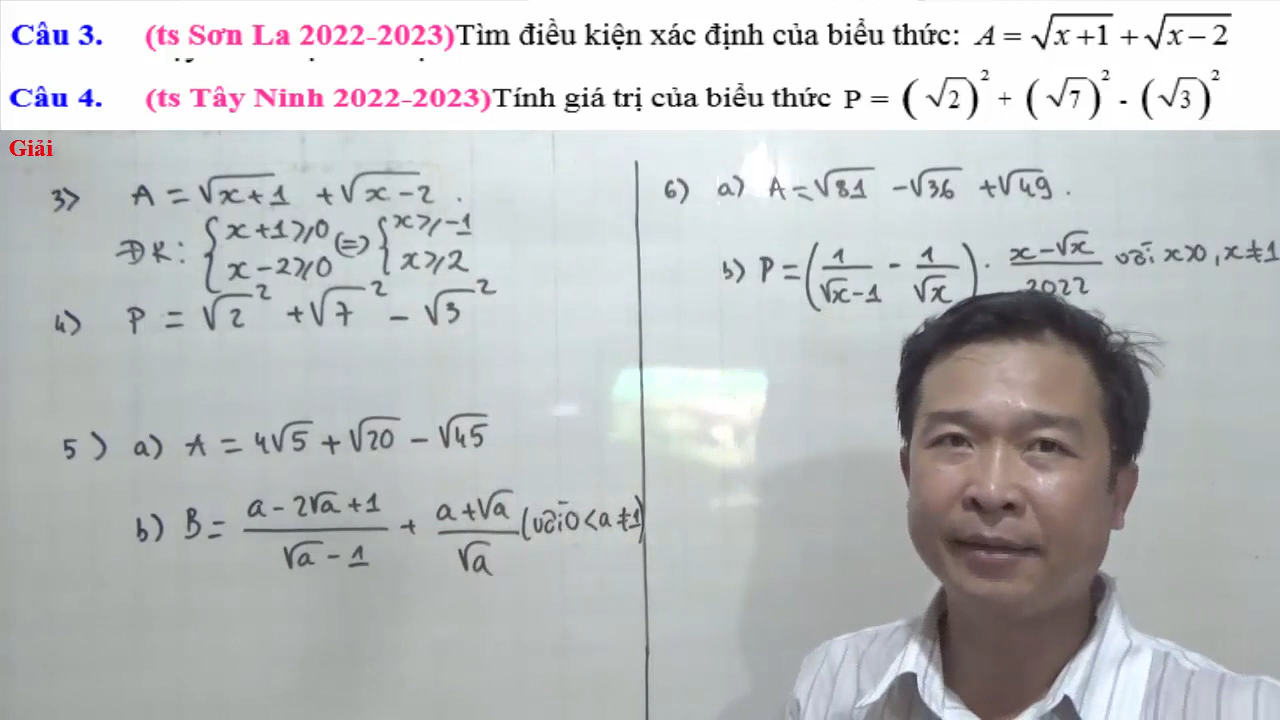 Câu 3. (ts Sơn La 2022-2023)Tìm điều kiện xác định của biểu thức: A = √(x+1) + √(x−2)
Câu 4. (ts Tây Ninh 2022-2023)Tính giá trị của biểu thức P = (√2)² + (√7)² - (√3)²
Giải
3) A = √(x+1) + √(x−2).
ĐK: { x+1⩾0 (=) { x⩾−1
x−2⩾0 x⩾2
4) P = √2² + √7² − √3²
5) a) A = 4√5 + √20 − √45
b) B = (a − 2√a + 1)/(√a − 1) + (a + √a)/√a (với 0 < a ≠ 1)
6) a) A = √81 − √36 + √49.
b) P = (1/(√x−1) − 1/√x) · (x−√x)/2022 với x>0, x≠1